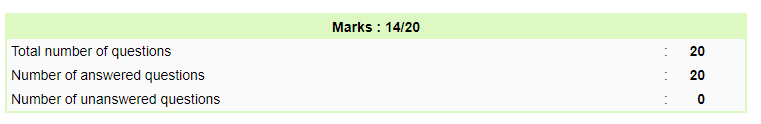 Marks : 14/20
Total number of questions : 20
Number of answered questions : 20
Number of unanswered questions : 0